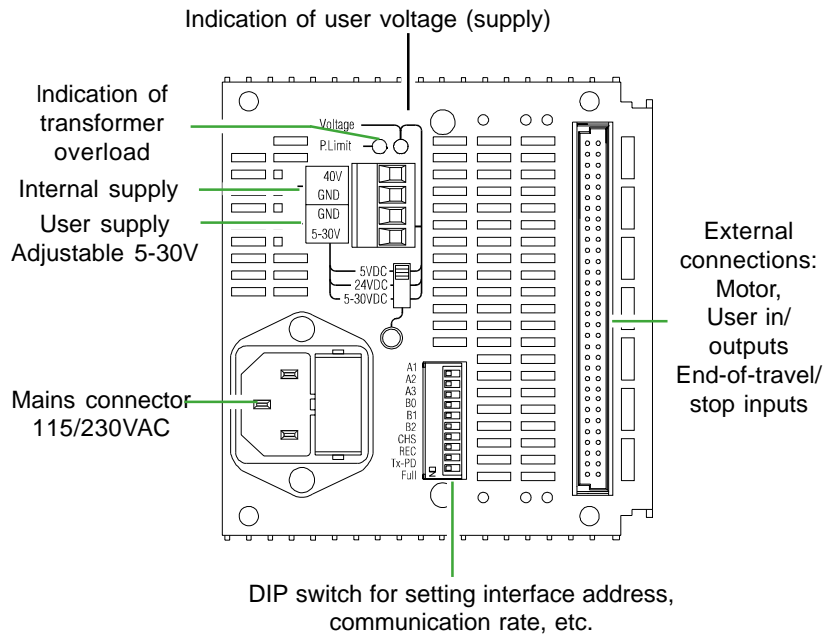 Indication of user voltage (supply)
Indication of
transformer
overload
Voltage
P.Limit
Internal supply
40V
GND
User supply
Adjustable 5-30V
GND
5-30V
5VDC
24VDC
5-30VDC
External
connections:
Motor,
User in/
outputs
End-of-travel/
stop inputs
Mains connector
115/230VAC
A1
A2
A3
B0
B1
B2
CHS
REC
Tx-PD
Full
DIP switch for setting interface address,
communication rate, etc.